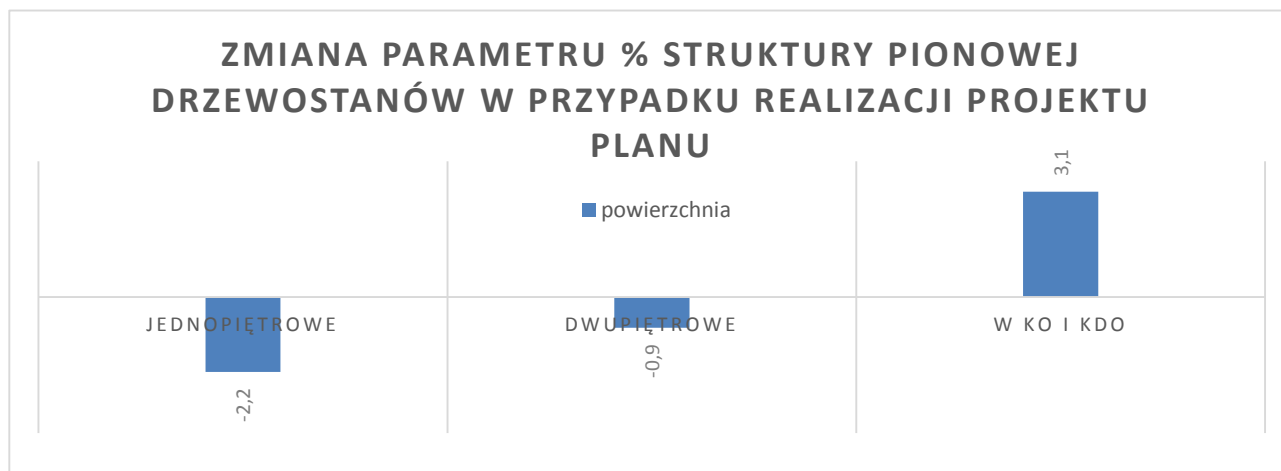 ZMIANA PARAMETRU % STRUKTURY PIONOWEJ
DRZEWOSTANÓW W PRZYPADKU REALIZACJI PROJEKTU
PLANU
3,1
powierzchnia
JEDNOPIĘTROWE
DWUPIĘTROWE
W KO I KDO
-2,2
-0,9